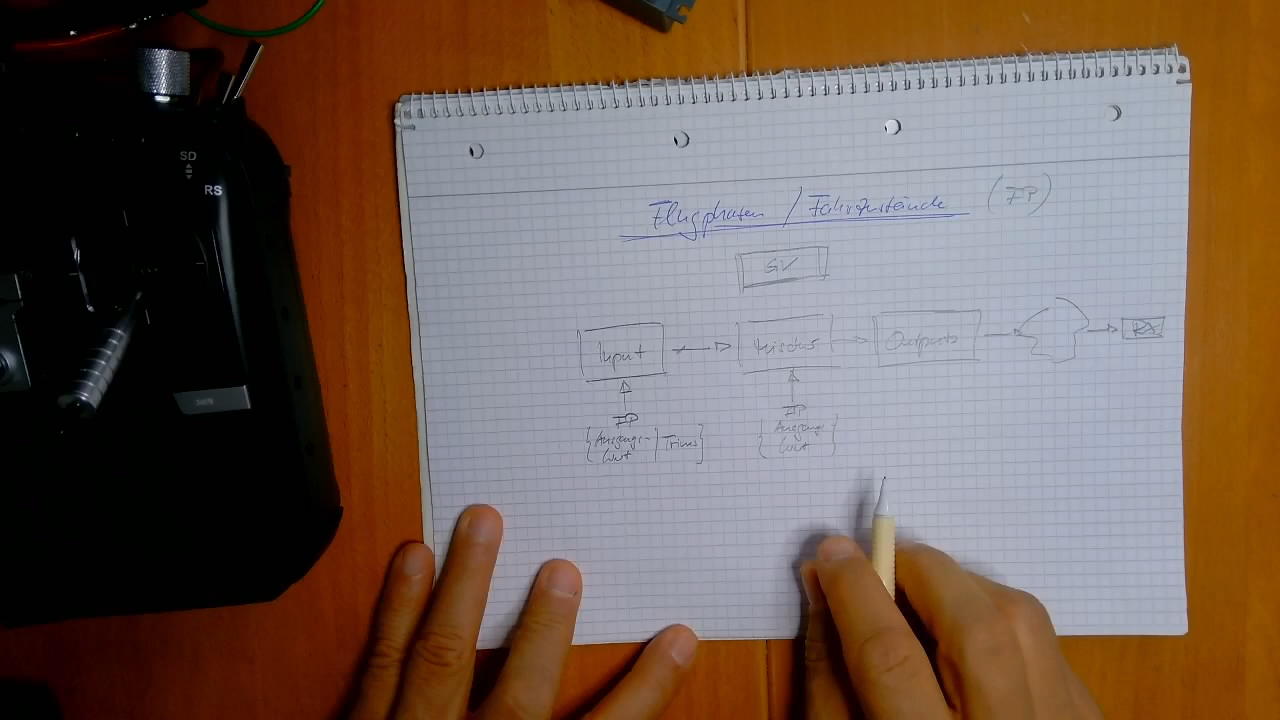 SD
RS
Flugphasen / Fahrzustände (FP)
GV
Input
Mischer
Outputs
RX
FP
Ausgangs-
wert
Trims
FP
Ausgangs
wert